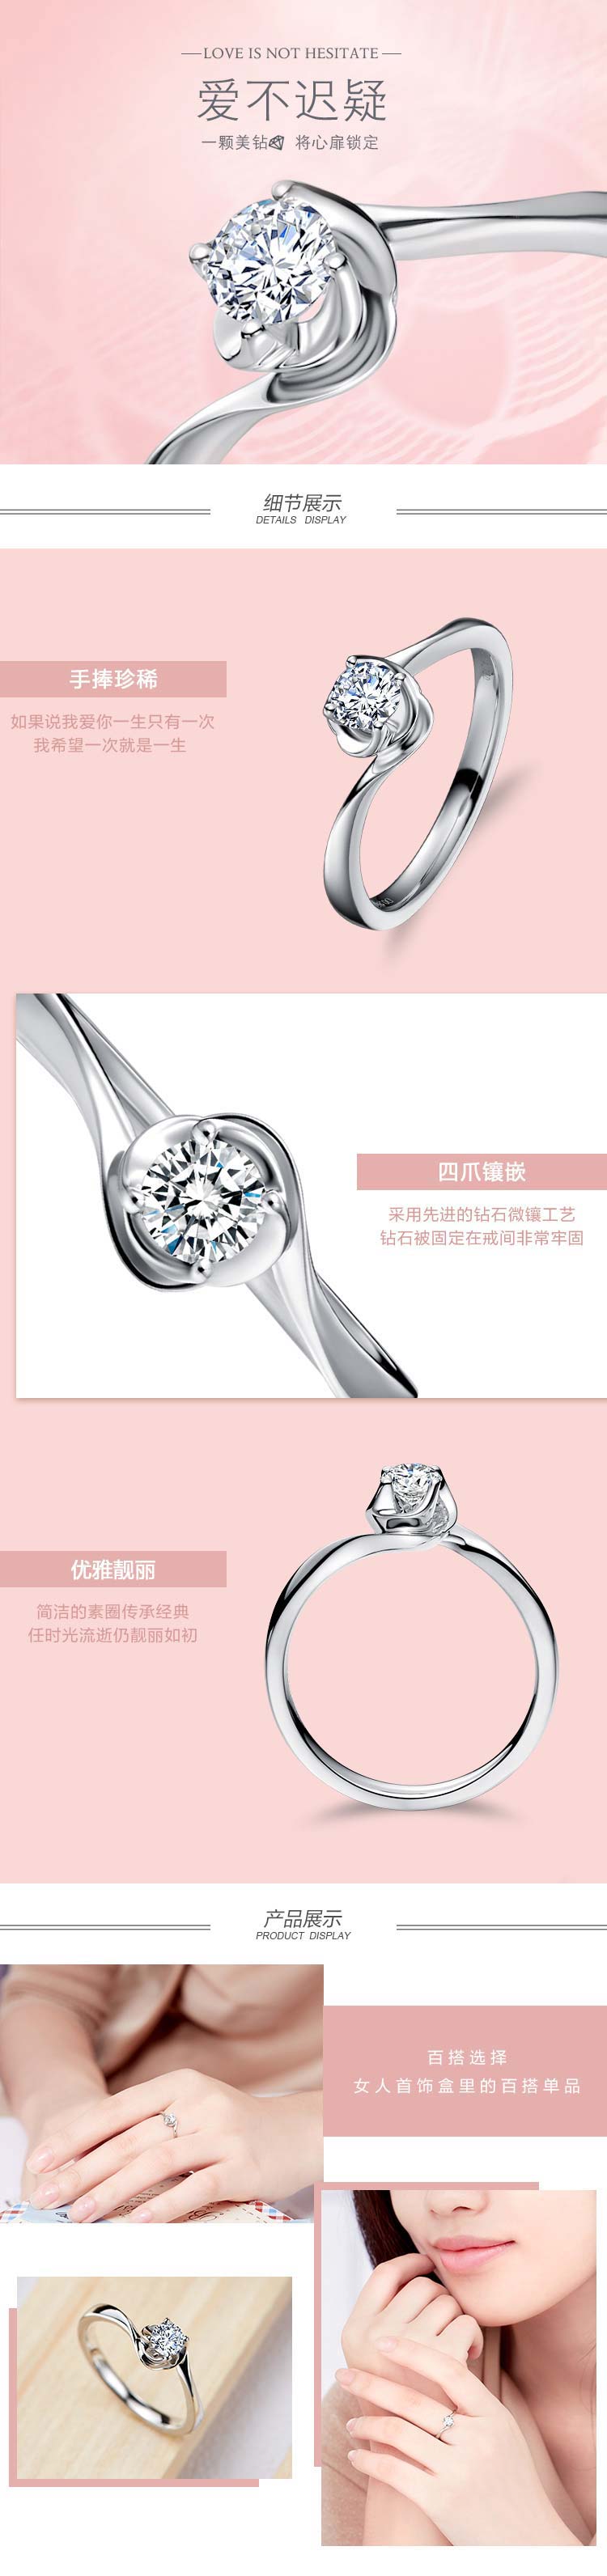 LOVE IS NOT HESITATE
爱不迟疑
一颗美钻 将心扉锁定
细节展示
DETAILS DISPLAY
手捧珍稀
如果说我爱你一生只有一次
我希望一次就是一生
四爪镶嵌
采用先进的钻石微镶工艺
钻石被固定在戒间非常牢固
优雅靓丽
简洁的素圈传承经典
任时光流逝仍靓丽如初
产品展示
PRODUCT DISPLAY
百搭选择
女人首饰盒里的百搭单品